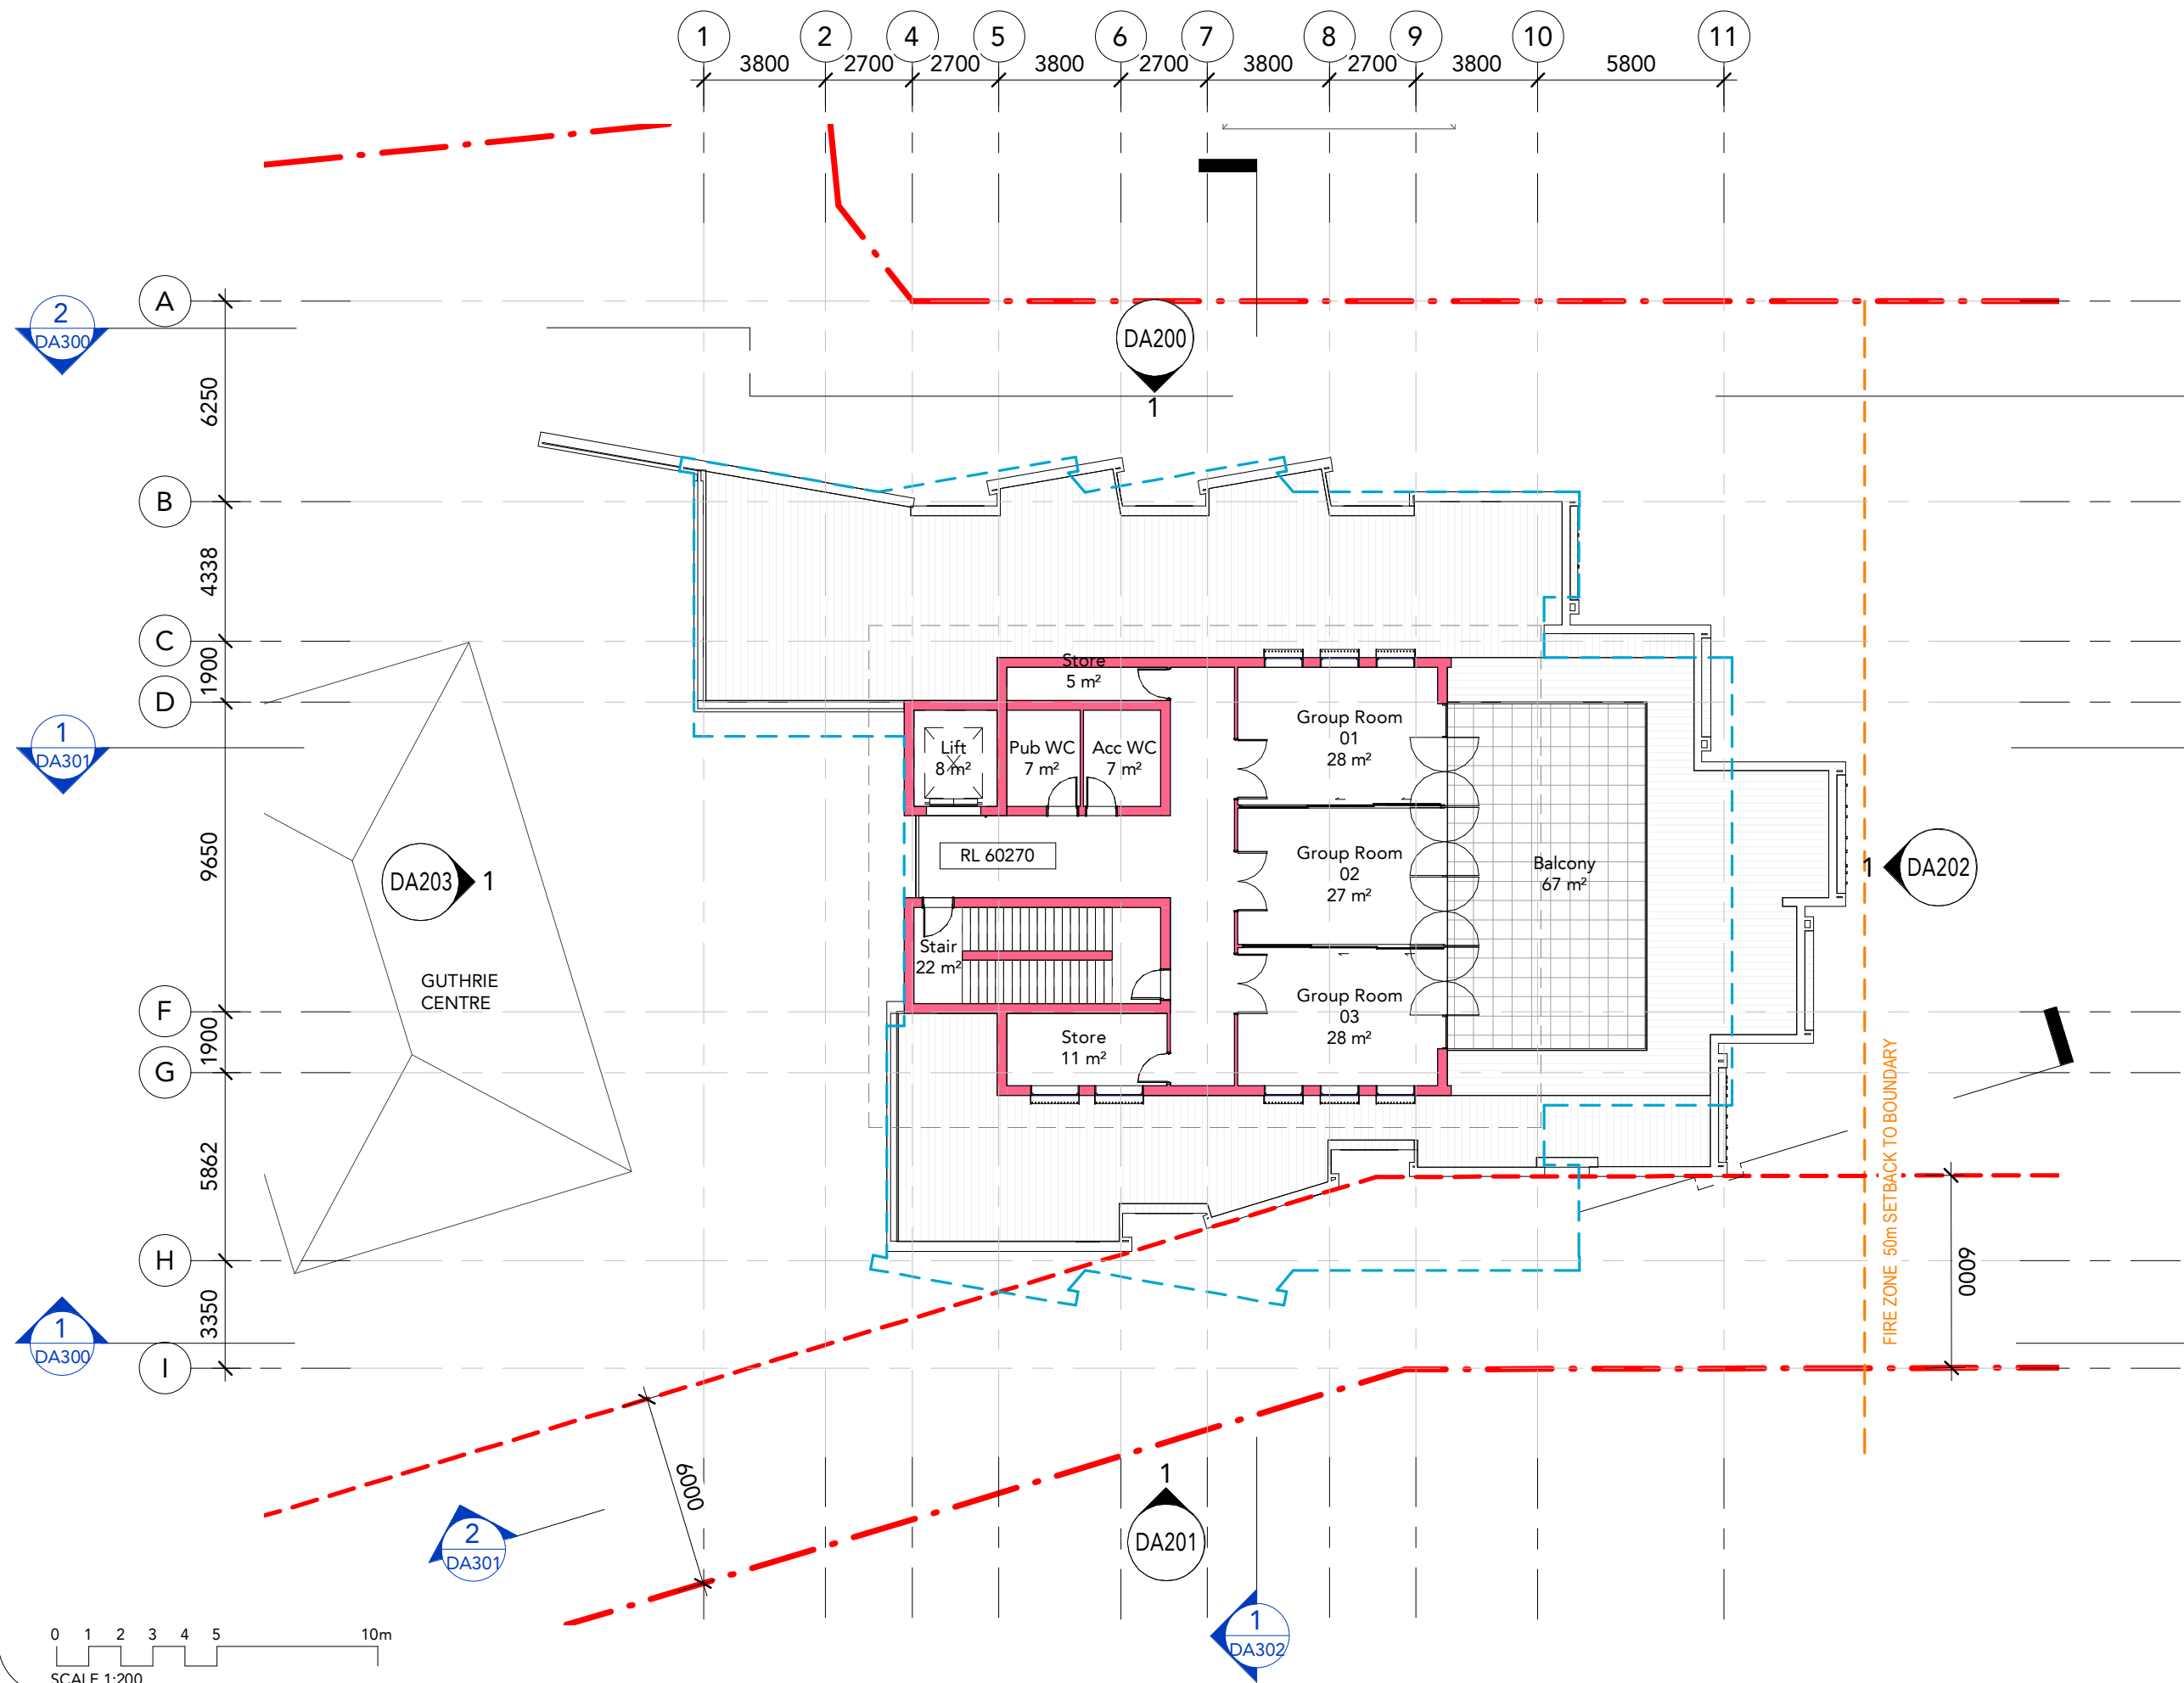 1 2 4 5 6 7 8 9 10 11
3800 2700 2700 3800 2700 3800 2700 3800 5800
A
2
DA300
DA200
1
6250
B
4338
C
1900
D
Store
5 m²
1
DA301
Lift
8 m²
Pub WC
7 m²
Acc WC
7 m²
Group Room
01
28 m²
9650
RL 60270
Group Room
02
27 m²
Balcony
67 m²
DA203
1
1
DA202
Stair
22 m²
GUTHRIE
CENTRE
F
1900
Store
11 m²
Group Room
03
28 m²
G
5862
H
3350
1
DA300
I
FIRE ZONE 50m SETBACK TO BOUNDARY
6000
6000
2
DA301
1
DA201
1
DA302
0 1 2 3 4 5 10m
SCALE 1:200